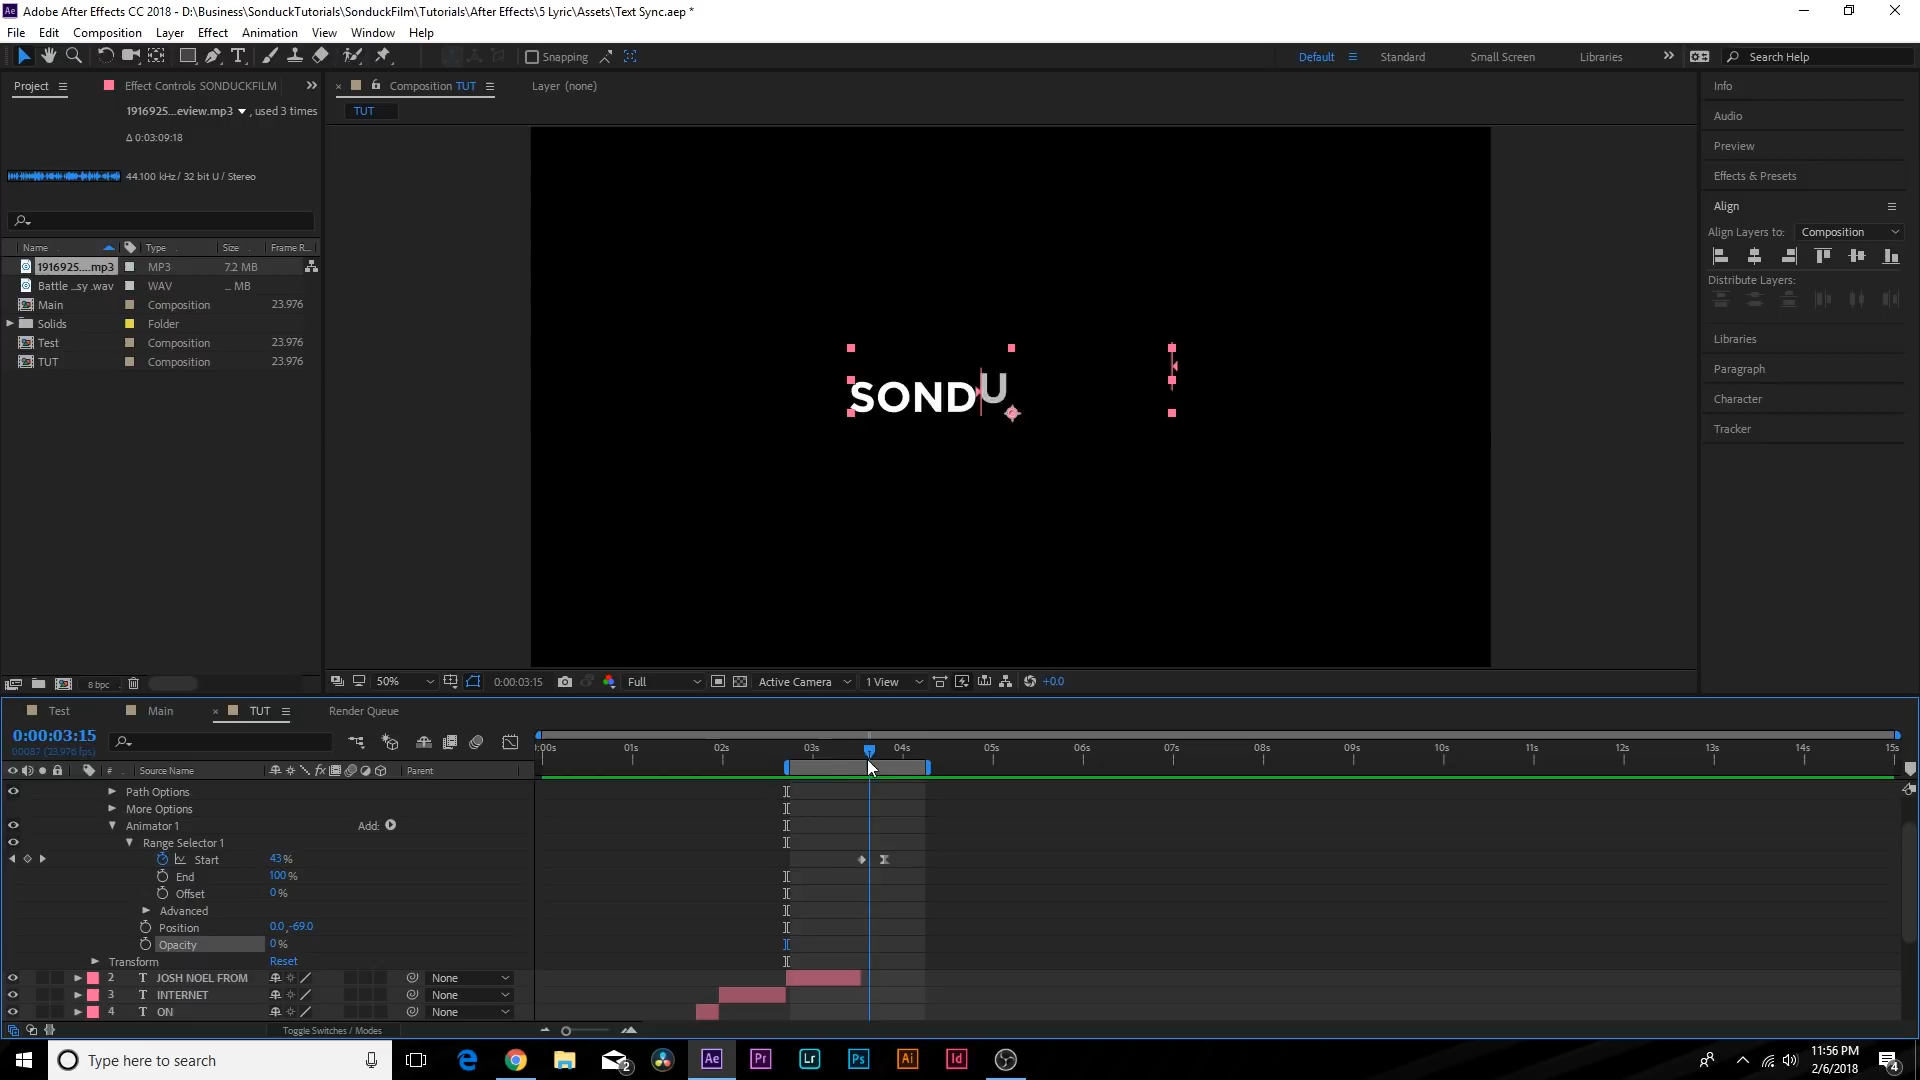 Ae Adobe After Effects CC 2018 - D:\Business\SonduckTutorials\SonduckFilm\Tutorials\After Effects\5 Lyric\Assets\Text Sync.aep *
File Edit Composition Layer Effect Animation View Window Help
Snapping Default Standard Small Screen Libraries Search Help
Project Effect Controls SONDUCKFILM
1916925...eview.mp3 , used 3 times
Δ 0:03:09:18
44.100 kHz / 32 bit U / Stereo
Name Type Size Frame R...
1916925....mp3 MP3 7.2 MB
Battle ...sy .wav WAV ... MB
Main Composition 23.976
Solids Folder
Test Composition 23.976
TUT Composition 23.976
8 bpc
Composition TUT Layer (none)
TUT
SONDU
50% 0:00:03:15 Full Active Camera 1 View +0.0
Info
Audio
Preview
Effects & Presets
Align
Align Layers to: Composition
Distribute Layers:
Libraries
Paragraph
Character
Tracker
Test Main TUT Render Queue
0:00:03:15
00087 (23.976 fps)
# Source Name fx Parent
:00s 01s 02s 03s 04s 05s 06s 07s 08s 09s 10s 11s 12s 13s 14s 15s
Path Options
More Options
Animator 1 Add:
Range Selector 1
Start 43%
End 100%
Offset 0%
Advanced
Position 0.0,-69.0
Opacity 0%
Transform Reset
2 T JOSH NOEL FROM None
3 T INTERNET None
4 T ON None
Toggle Switches / Modes
Type here to search 2 Ae Pr Lr Ps Ai Id 11:56 PM
2/6/2018 4